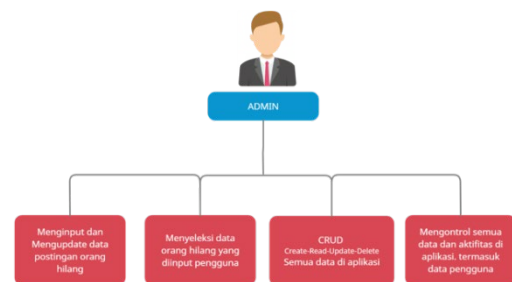 ADMIN
Menginput dan
Mengupdate data
postingan orang
hilang
Menyeleksi data
orang hilang yang
diinput pengguna
CRUD
Create-Read-Update-Delete
Semua data di aplikasi
Mengontrol semua
data dan aktifitas di
aplikasi. termasuk
data pengguna